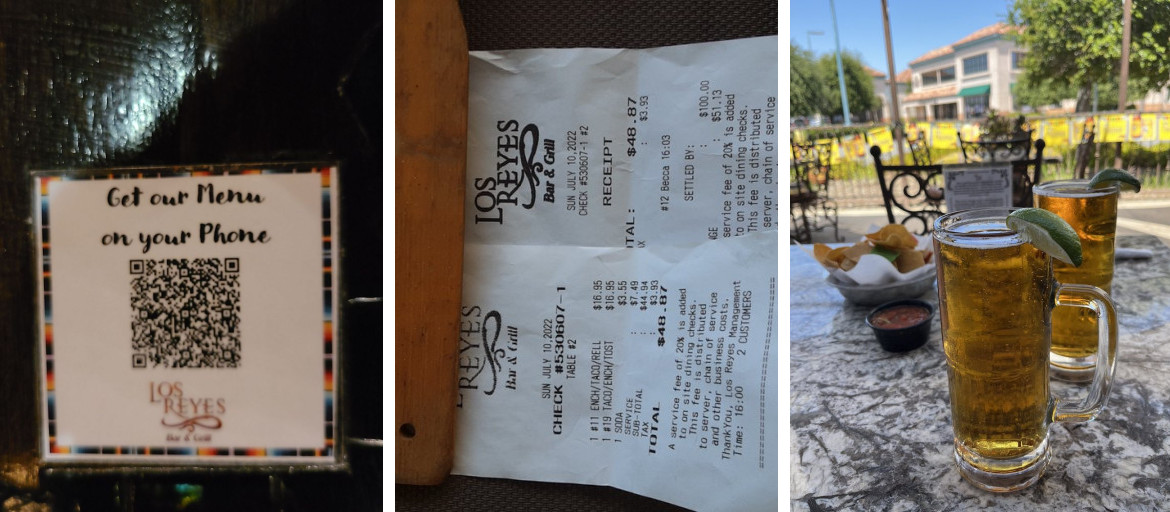 Get our Menu
on your Phone
LOS
REYES
Bar & Grill
REYES
Bar & Grill
SUN JULY 10,2022
CHECK #530607-1
TABLE #2
1 #11 ENCH/TACO/RELL $16.95
1 #19 TACO/ENCH/TOST $16.95
1 SODA $3.55
SERVICE : $7.49
SUB-TOTAL : $44.94
TAX : $3.93
TOTAL $48.87
A service fee of 20% is added
to on site dining checks.
This fee is distributed
to server, chain of service
and other business costs.
ThankYou, Los Reyes Management
Time: 16:00 2 CUSTOMERS
LOS
REYES
Bar & Grill
SUN JULY 10,2022
CHECK #530607-1 #2
RECEIPT
TAL: $48.87
: $3.93
#12 Becca 16:03
SETTLED BY:
: $100.00
GE : $51.13
service fee of 20% is added
to on site dining checks.
This fee is distributed
server, chain of service